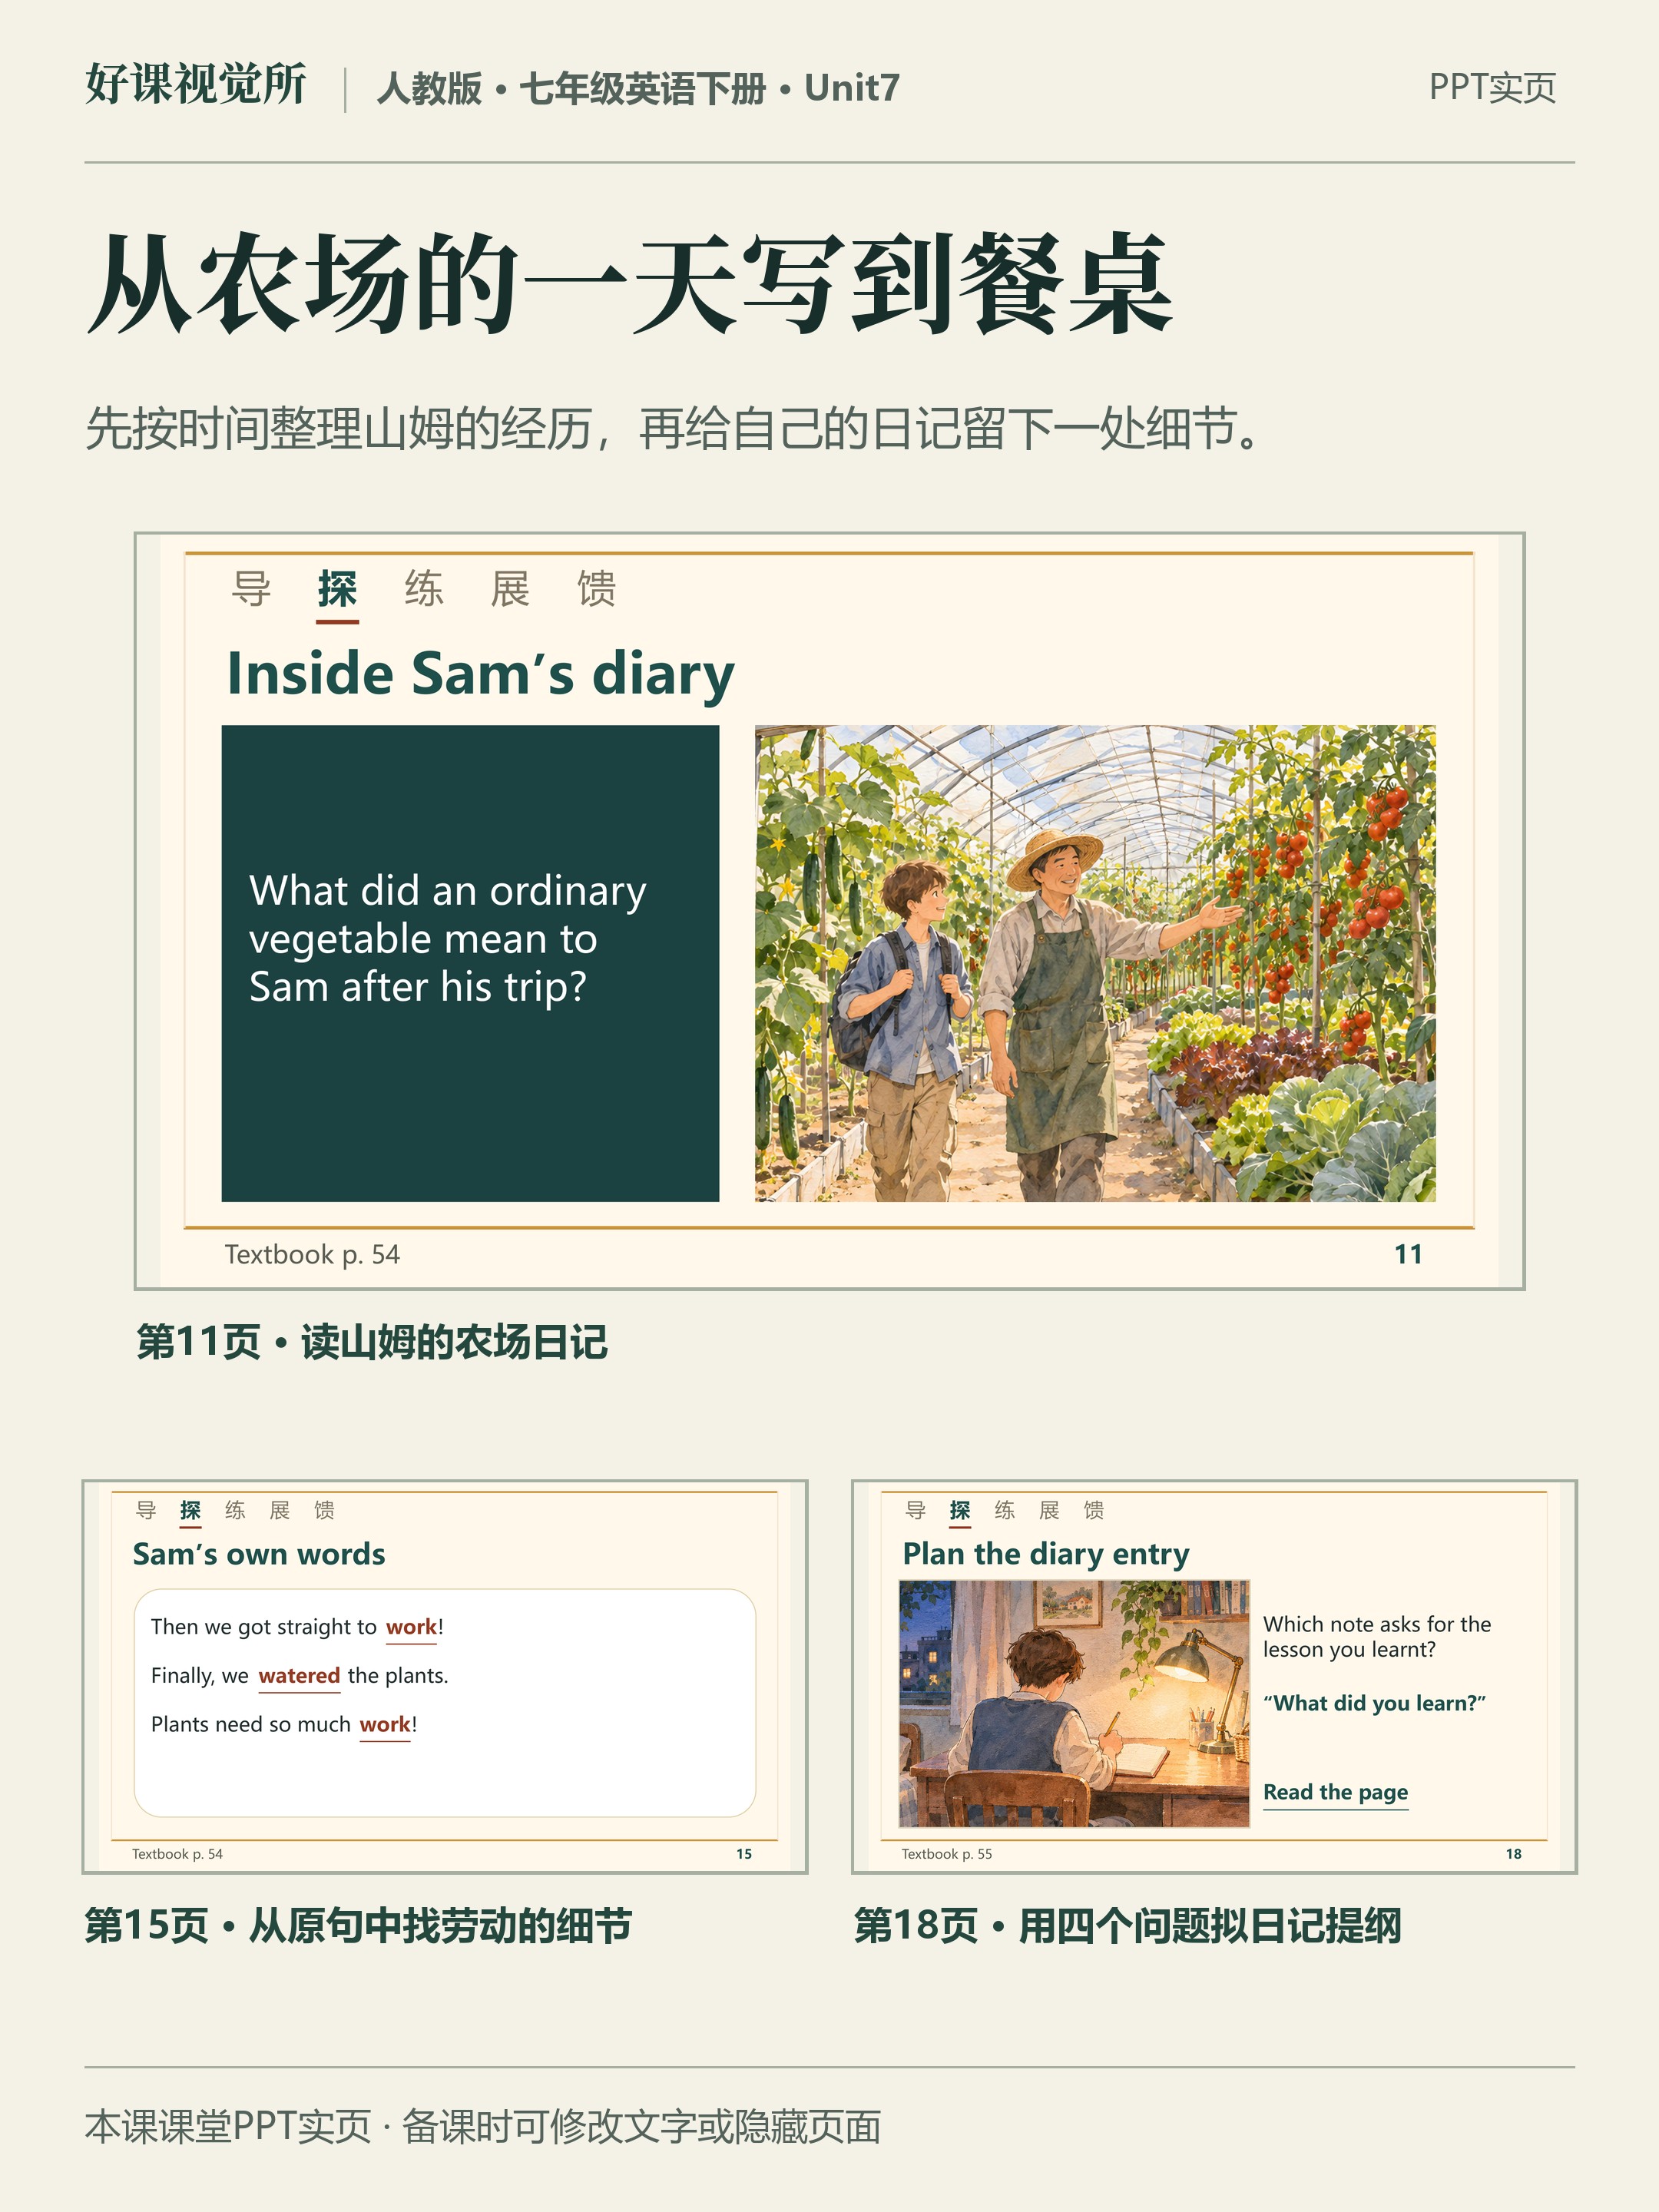 好课视觉所
人教版·七年级英语下册·Unit7
PPT实页
从农场的一天写到餐桌
先按时间整理山姆的经历，再给自己的日记留下一处细节。
导 探 练 展 馈
Inside Sam’s diary
What did an ordinary
vegetable mean to
Sam after his trip?
Textbook p. 54
11
第11页·读山姆的农场日记
导 探 练 展 馈
Sam’s own words
Then we got straight to work!
Finally, we watered the plants.
Plants need so much work!
Textbook p. 54
15
第15页·从原句中找劳动的细节
导 探 练 展 馈
Plan the diary entry
Which note asks for the
lesson you learnt?
“What did you learn?”
Read the page
Textbook p. 55
18
第18页·用四个问题拟日记提纲
本课课堂PPT实页·备课时可修改文字或隐藏页面